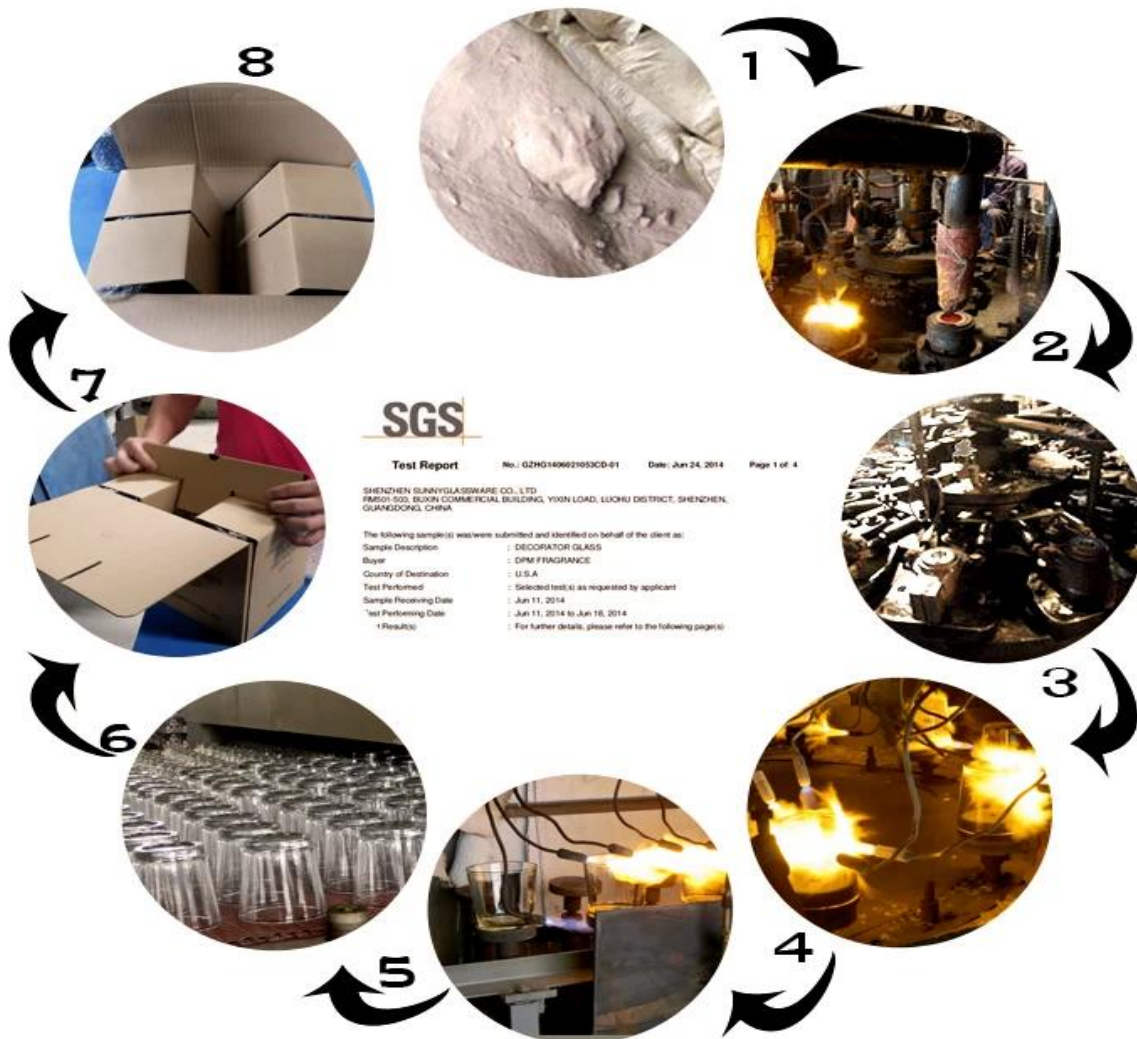 8
1
2
7
SGS
Test Report No.: GZHG1406021053CD-01 Date: Jun 24, 2014 Page 1 of 4
SHENZHEN SUNNYGLASSWARE CO., LTD
RM501-503, BUXIN COMMERCIAL BUILDING, YIXIN LOAD, LUOHU DISTRICT, SHENZHEN,
GUANGDONG, CHINA
The following sample(s) was/were submitted and identified on behalf of the client as:
Sample Description : DECORATOR GLASS
Buyer : DPM FRAGRANCE
Country of Destination : U.S.A
Test Performed : Selected test(s) as requested by applicant
Sample Receiving Date : Jun 11, 2014
Test Performing Date : Jun 11, 2014 to Jun 18, 2014
t Result(s) : For further details, please refer to the following page(s)
3
6
4
5